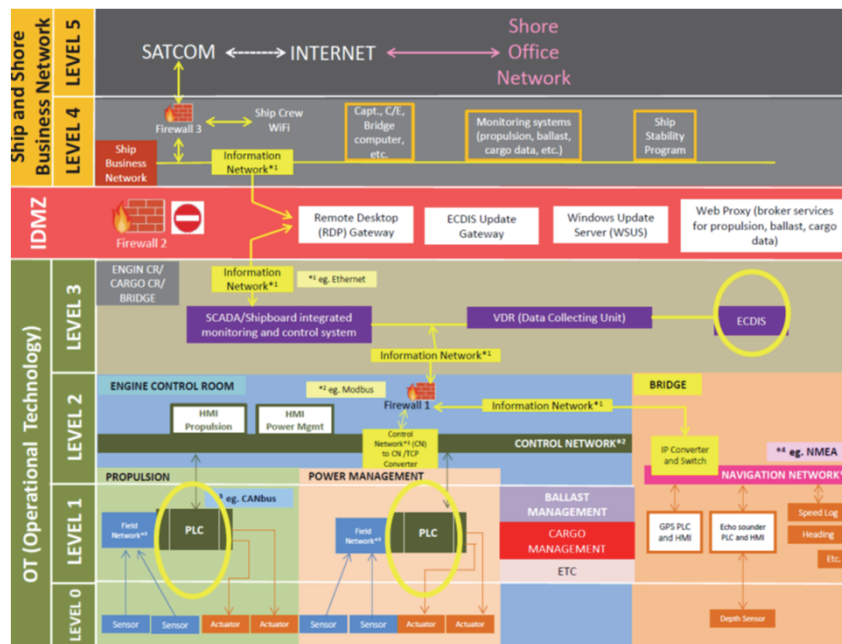 Ship and Shore
Business Network
LEVEL 5
SATCOM
INTERNET
Shore
Office
Network
LEVEL 4
Firewall 3
Ship Crew
WiFi
Capt., C/E,
Bridge
computer,
etc.
Monitoring systems
(propulsion, ballast,
cargo data, etc.)
Ship
Stability
Program
Ship
Business
Network
Information
Network*1
IDMZ
Firewall 2
Remote Desktop
(RDP) Gateway
ECDIS Update
Gateway
Windows Update
Server (WSUS)
Web Proxy (broker services
for propulsion, ballast, cargo
data)
OT (Operational Technology)
LEVEL 3
ENGIN CR/
CARGO CR/
BRIDGE
Information
Network*1
*1 eg. Ethernet
SCADA/Shipboard integrated
monitoring and control system
VDR (Data Collecting Unit)
ECDIS
Information Network*1
LEVEL 2
ENGINE CONTROL ROOM
*2 eg. Modbus
Firewall 1
Information Network*1
BRIDGE
HMI
Propulsion
HMI
Power Mgmt
Control
Network*2 (CN)
to CN /TCP
Converter
CONTROL NETWORK*2
IP Converter
and Switch
*4 eg. NMEA
NAVIGATION NETWORK
LEVEL 1
PROPULSION
eg. CANbus
POWER MANAGEMENT
BALLAST
MANAGEMENT
CARGO
MANAGEMENT
ETC
Field
Network*3
PLC
Field
Network*3
PLC
GPS PLC
and HMI
Echo sounder
PLC and HMI
Speed Log
Heading
Etc.
LEVEL 0
Sensor
Sensor
Actuator
Actuator
Sensor
Sensor
Actuator
Actuator
Depth Sensor